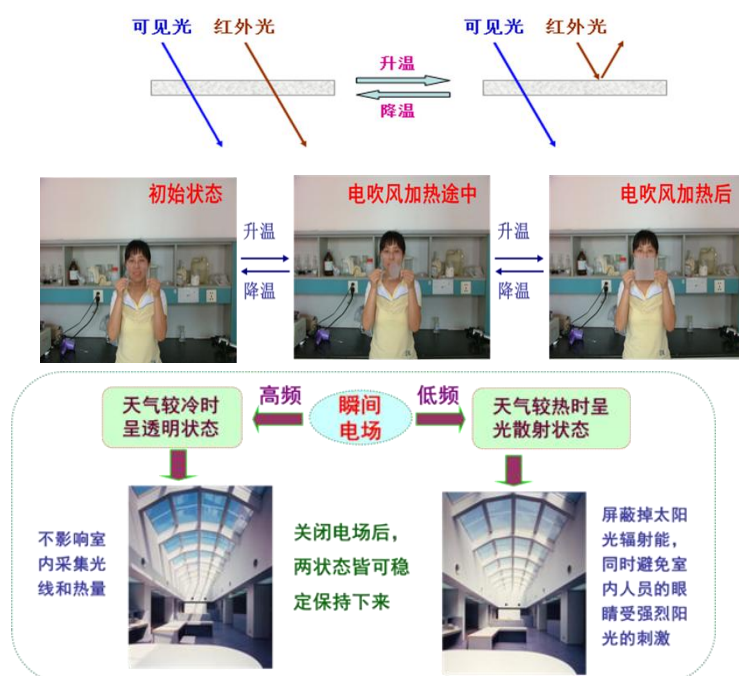 可见光 红外光
升温
降温
可见光 红外光
初始状态
升温
降温
电吹风加热途中
升温
降温
电吹风加热后
天气较冷时
呈透明状态
高频
瞬间
电场
低频
天气较热时呈
光散射状态
不影响室
内采集光
线和热量
关闭电场后，
两状态皆可稳
定保持下来
屏蔽掉太阳
光辐射能，
同时避免室
内人员的眼
睛受强烈阳
光的刺激